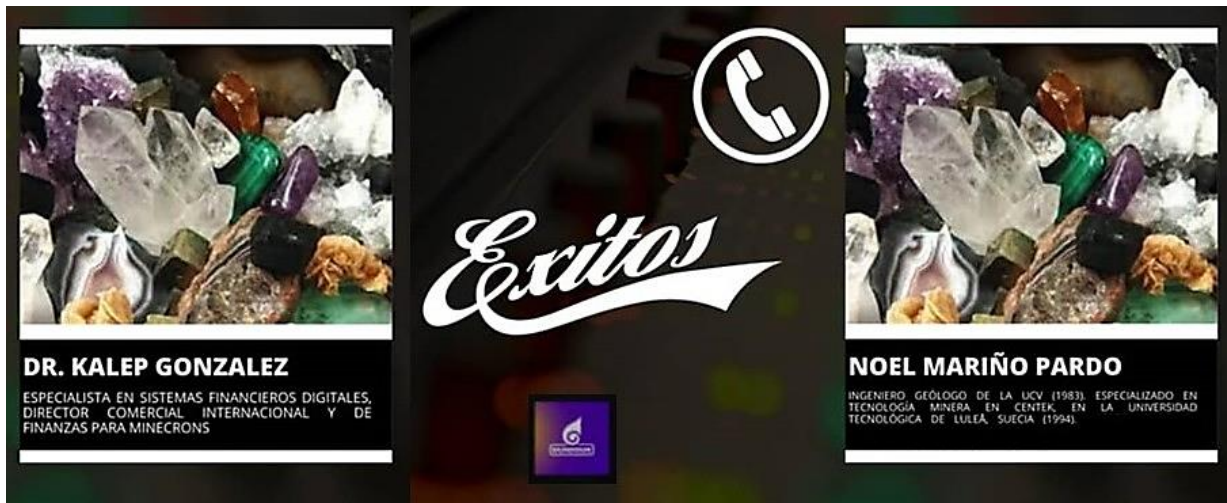 DR. KALEP GONZALEZ
ESPECIALISTA EN SISTEMAS FINANCIEROS DIGITALES,
DIRECTOR COMERCIAL INTERNACIONAL Y DE
FINANZAS PARA MINECRONS
Exitos
NOEL MARIÑO PARDO
INGENIERO GEÓLOGO DE LA UCV (1983). ESPECIALIZADO EN
TECNOLOGÍA MINERA EN CENTEK, EN LA UNIVERSIDAD
TECNOLÓGICA DE LULEÅ, SUECIA (1994).